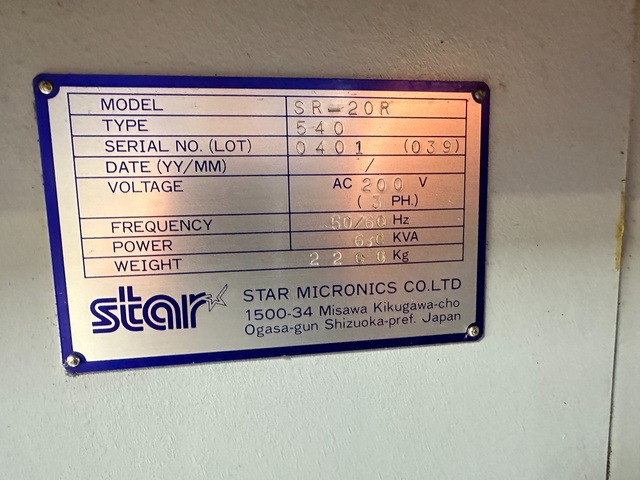 MODEL SR-20R
TYPE 540
SERIAL NO. (LOT) 0401 (039)
DATE (YY/MM) /
VOLTAGE AC 200 V
(3 PH.)
FREQUENCY 50/60 Hz
POWER KVA
WEIGHT Kg
star
STAR MICRONICS CO.LTD
1500-34 Misawa Kikugawa-cho
Ogasa-gun Shizuoka-pref. Japan